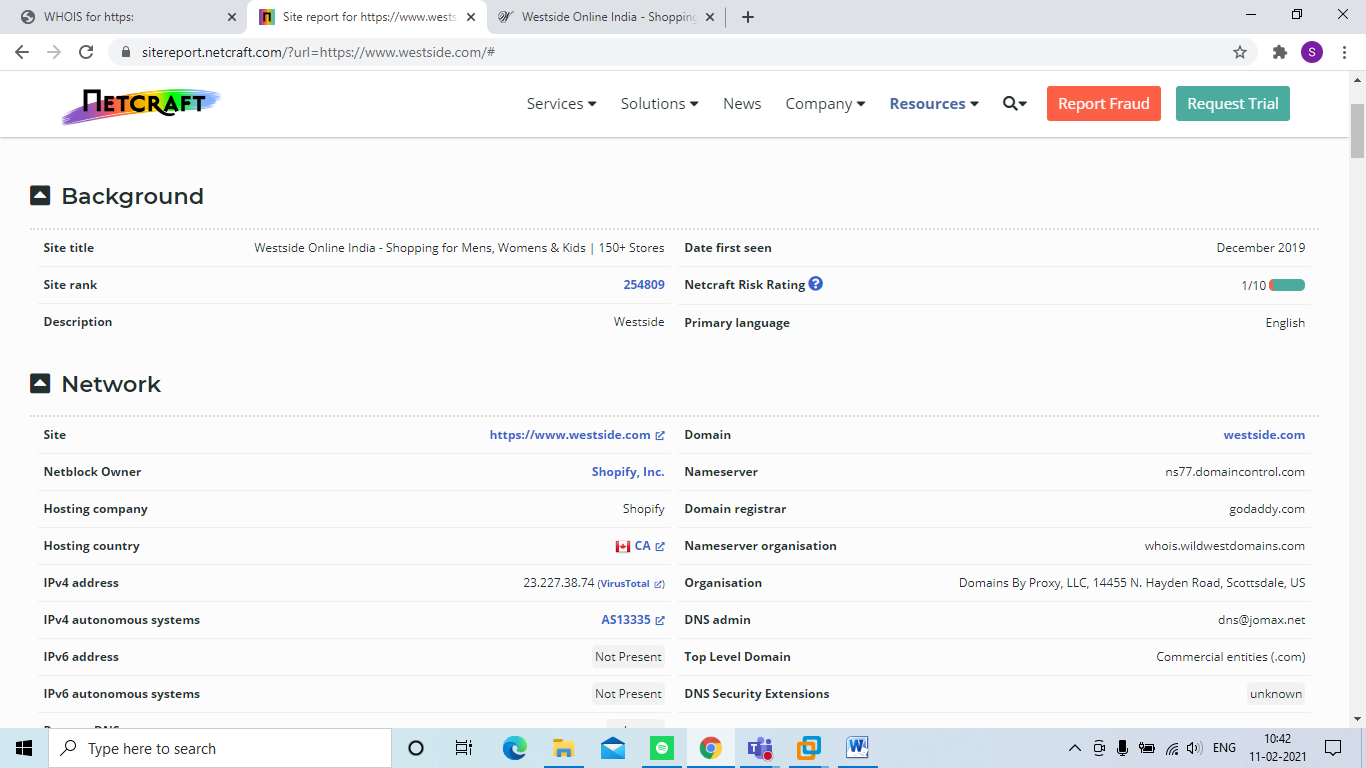 WHOIS for https:
Site report for https://www.wests
Westside Online India - Shopping
sitereport.netcraft.com/?url=https://www.westside.com/#
S
NETCRAFT
Services
Solutions
News
Company
Resources
Report Fraud
Request Trial
Background
Site title Westside Online India - Shopping for Mens, Womens & Kids | 150+ Stores
Date first seen December 2019
Site rank 254809
Netcraft Risk Rating ? 1/10
Description Westside
Primary language English
Network
Site https://www.westside.com
Domain westside.com
Netblock Owner Shopify, Inc.
Nameserver ns77.domaincontrol.com
Hosting company Shopify
Domain registrar godaddy.com
Hosting country CA
Nameserver organisation whois.wildwestdomains.com
IPv4 address 23.227.38.74 (VirusTotal )
Organisation Domains By Proxy, LLC, 14455 N. Hayden Road, Scottsdale, US
IPv4 autonomous systems AS13335
DNS admin dns@jomax.net
IPv6 address Not Present
Top Level Domain Commercial entities (.com)
IPv6 autonomous systems Not Present
DNS Security Extensions unknown
Type here to search
ENG
10:42
11-02-2021